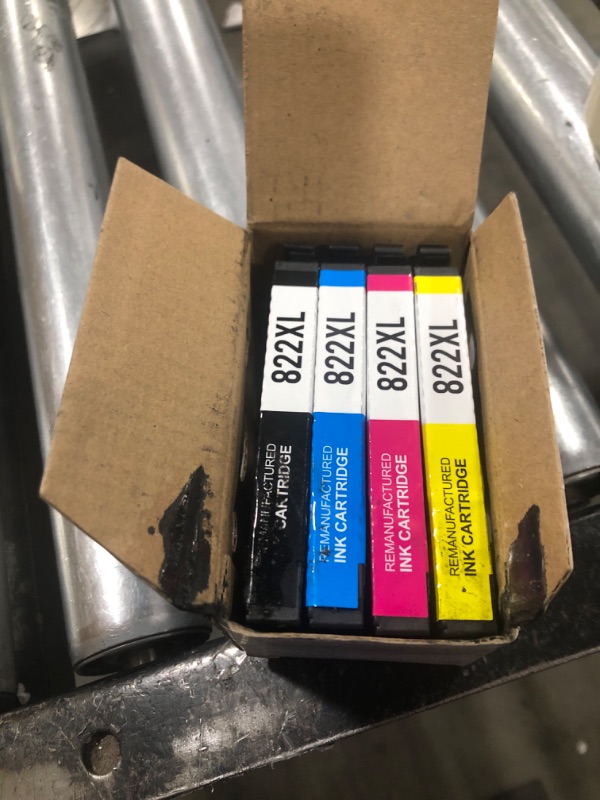 822XL
CARTRIDGE
822XL
REMANUFACTURED
INK CARTRIDGE
822XL
REMANUFACTURED
INK CARTRIDGE
822XL
REMANUFACTURED
INK CARTRIDGE